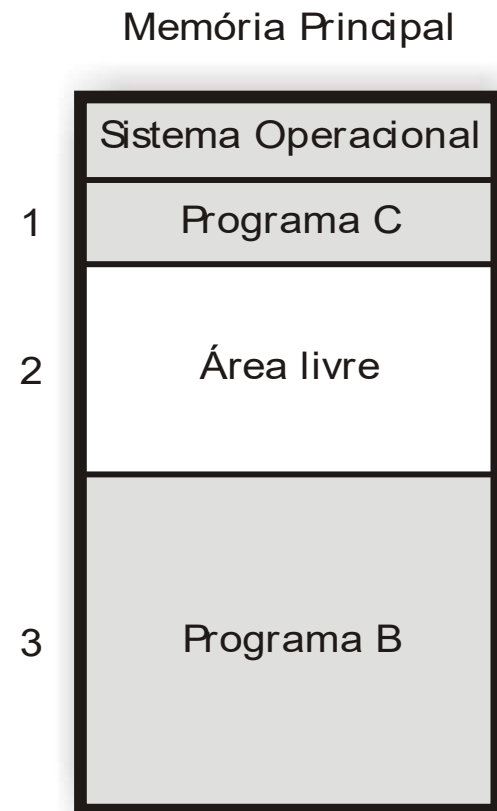 Memória Principal
Sistema Operacional
1 Programa C
2 Área livre
3 Programa B